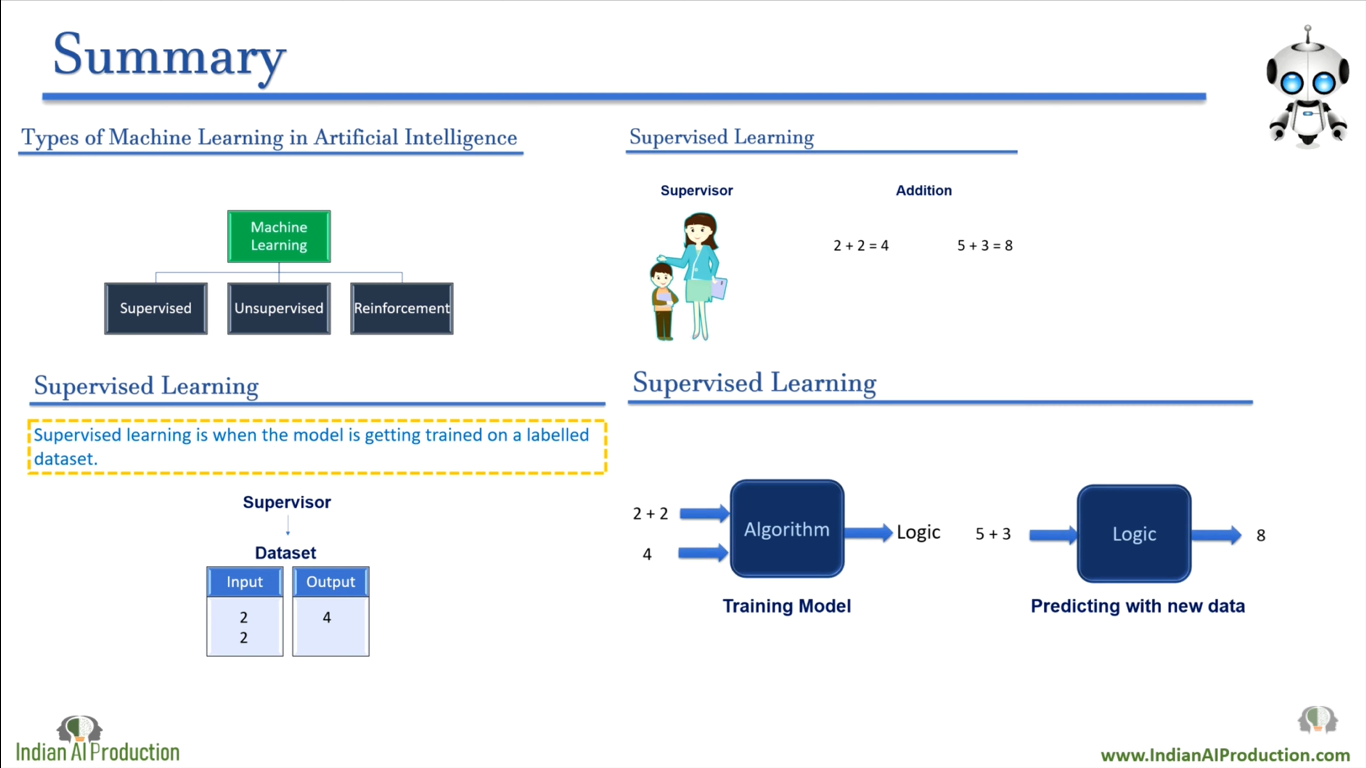 Summary
Types of Machine Learning in Artificial Intelligence
Machine
Learning
Supervised
Unsupervised
Reinforcement
Supervised Learning
Supervisor
Addition
2 + 2 = 4
5 + 3 = 8
Supervised Learning
Supervised learning is when the model is getting trained on a labelled
dataset.
Supervisor
Dataset
Input
Output
2
4
2
Supervised Learning
2 + 2
4
Algorithm
Logic
Training Model
5 + 3
Logic
8
Predicting with new data
Indian AI Production
www.IndianAIProduction.com